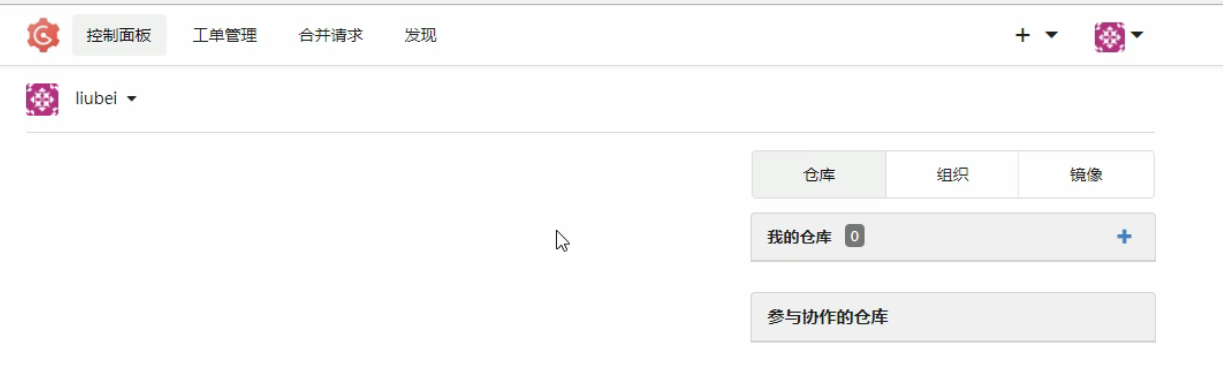 控制面板 工单管理 合并请求 发现
liubei
仓库 组织 镜像
我的仓库 0
参与协作的仓库